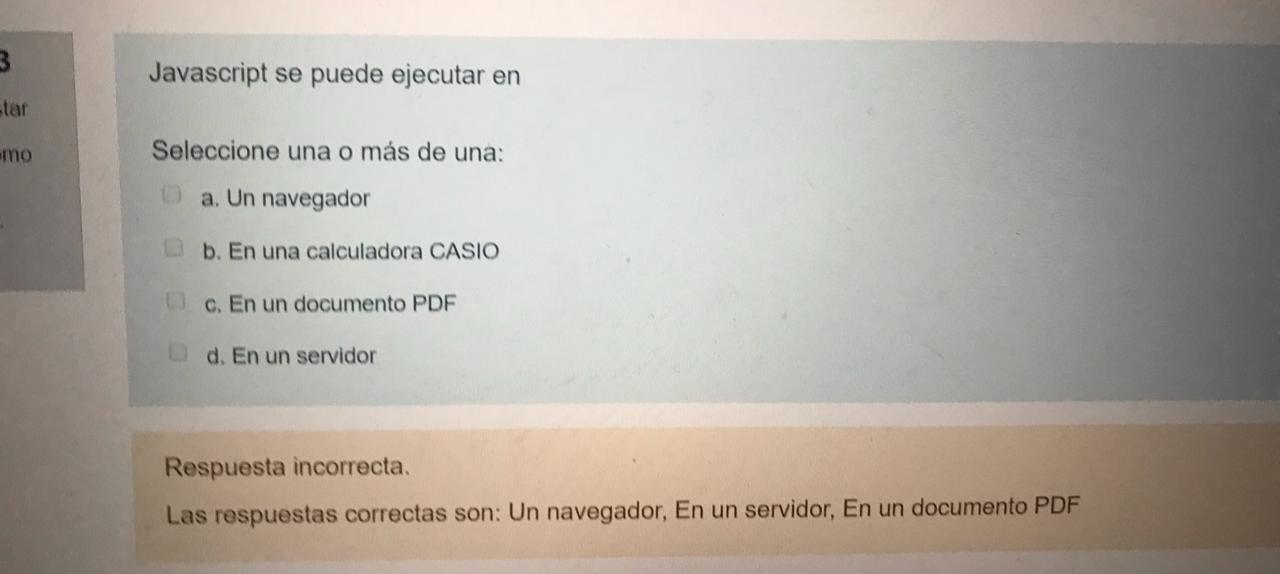 3
Javascript se puede ejecutar en
Seleccione una o más de una:
a. Un navegador
b. En una calculadora CASIO
c. En un documento PDF
d. En un servidor
Respuesta incorrecta.
Las respuestas correctas son: Un navegador, En un servidor, En un documento PDF